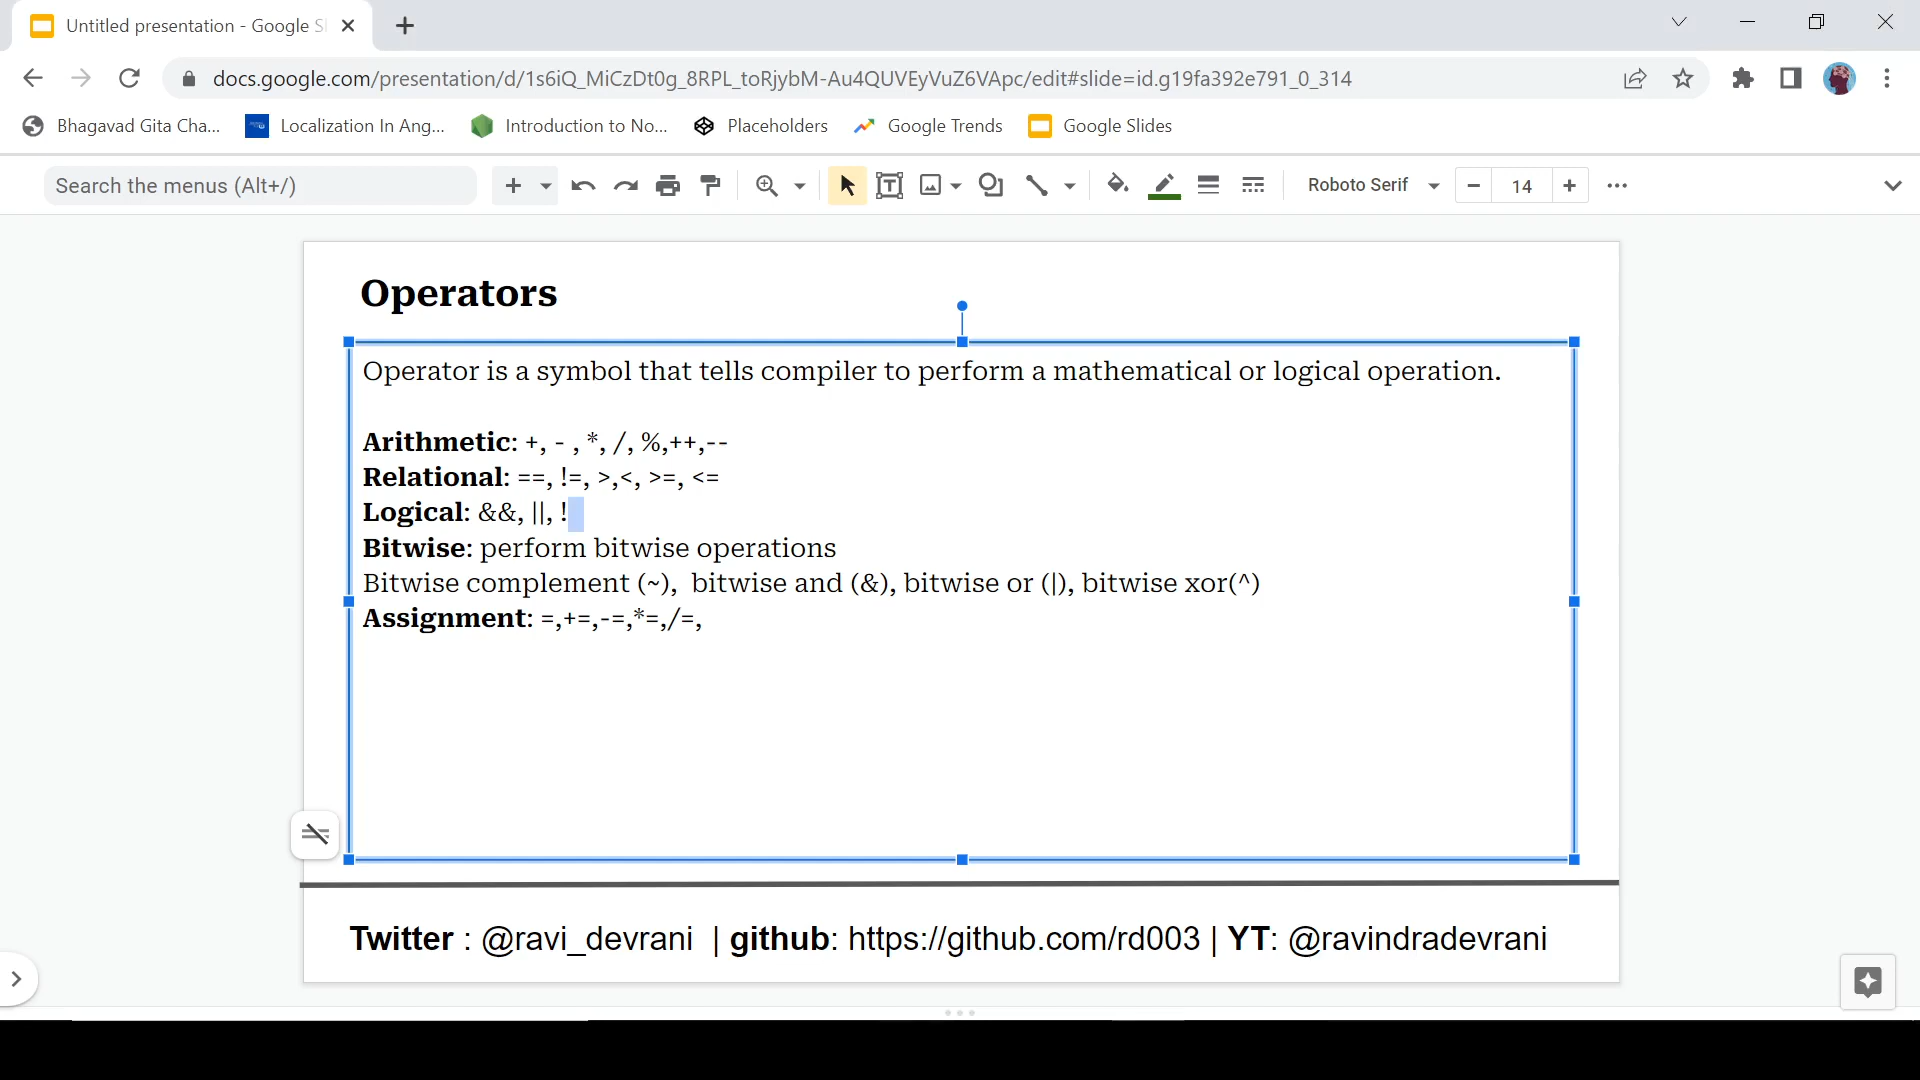 Untitled presentation - Google Sl
docs.google.com/presentation/d/1s6iQ_MiCzDt0g_8RPL_toRjybM-Au4QUVEyVuZ6VApc/edit#slide=id.g19fa392e791_0_314
Bhagavad Gita Cha... Localization In Ang... Introduction to No... Placeholders Google Trends Google Slides
Search the menus (Alt+/) Roboto Serif 14
Operators
Operator is a symbol that tells compiler to perform a mathematical or logical operation.
Arithmetic: +, - , *, /, %,++,--
Relational: ==, !=, >,<, >=, <=
Logical: &&, ||, !
Bitwise: perform bitwise operations
Bitwise complement (~),  bitwise and (&), bitwise or (|), bitwise xor(^)
Assignment: =,+=,-=,*=,/=,
Twitter : @ravi_devrani  | github: https://github.com/rd003 | YT: @ravindradevrani